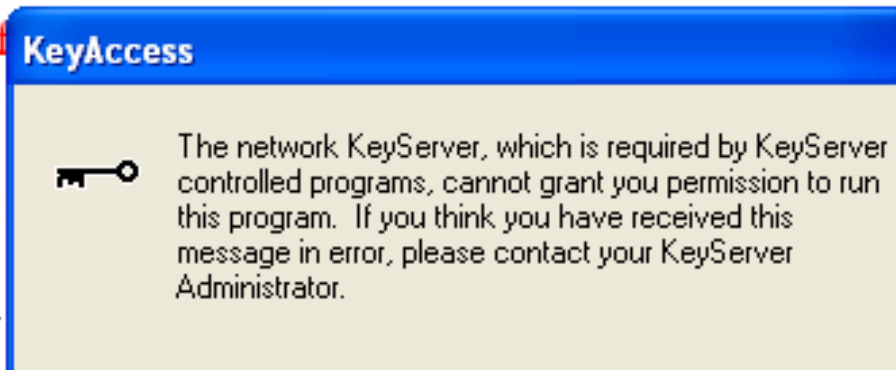 KeyAccess
The network KeyServer, which is required by KeyServer
controlled programs, cannot grant you permission to run
this program.  If you think you have received this
message in error, please contact your KeyServer
Administrator.